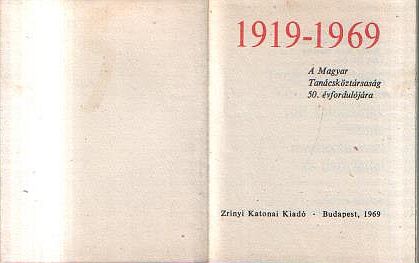 1919-1969
A Magyar
Tanácsköztársaság
50. évfordulójára
Zrínyi Katonai Kiadó · Budapest, 1969